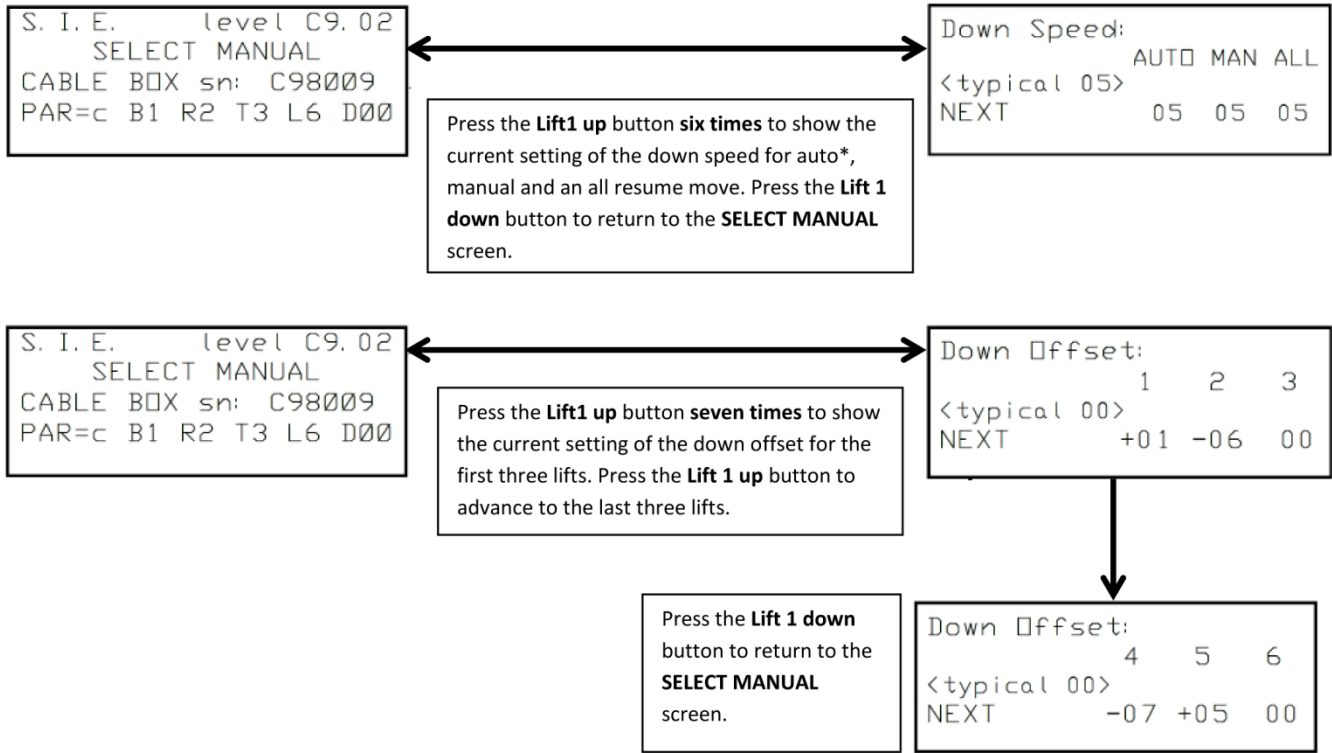 S. I. E. level C9.02
SELECT MANUAL
CABLE BOX sn: C98009
PAR=c B1 R2 T3 L6 D00
Press the Lift1 up button six times to show the
current setting of the down speed for auto*,
manual and an all resume move. Press the Lift 1
down button to return to the SELECT MANUAL
screen.
Down Speed:
AUTO MAN ALL
<typical 05>
NEXT 05 05 05
S. I. E. level C9.02
SELECT MANUAL
CABLE BOX sn: C98009
PAR=c B1 R2 T3 L6 D00
Press the Lift1 up button seven times to show
the current setting of the down offset for the
first three lifts. Press the Lift 1 up button to
advance to the last three lifts.
Down Offset:
1 2 3
<typical 00>
NEXT +01 -06 00
Press the Lift 1 down
button to return to the
SELECT MANUAL
screen.
Down Offset:
4 5 6
<typical 00>
NEXT -07 +05 00